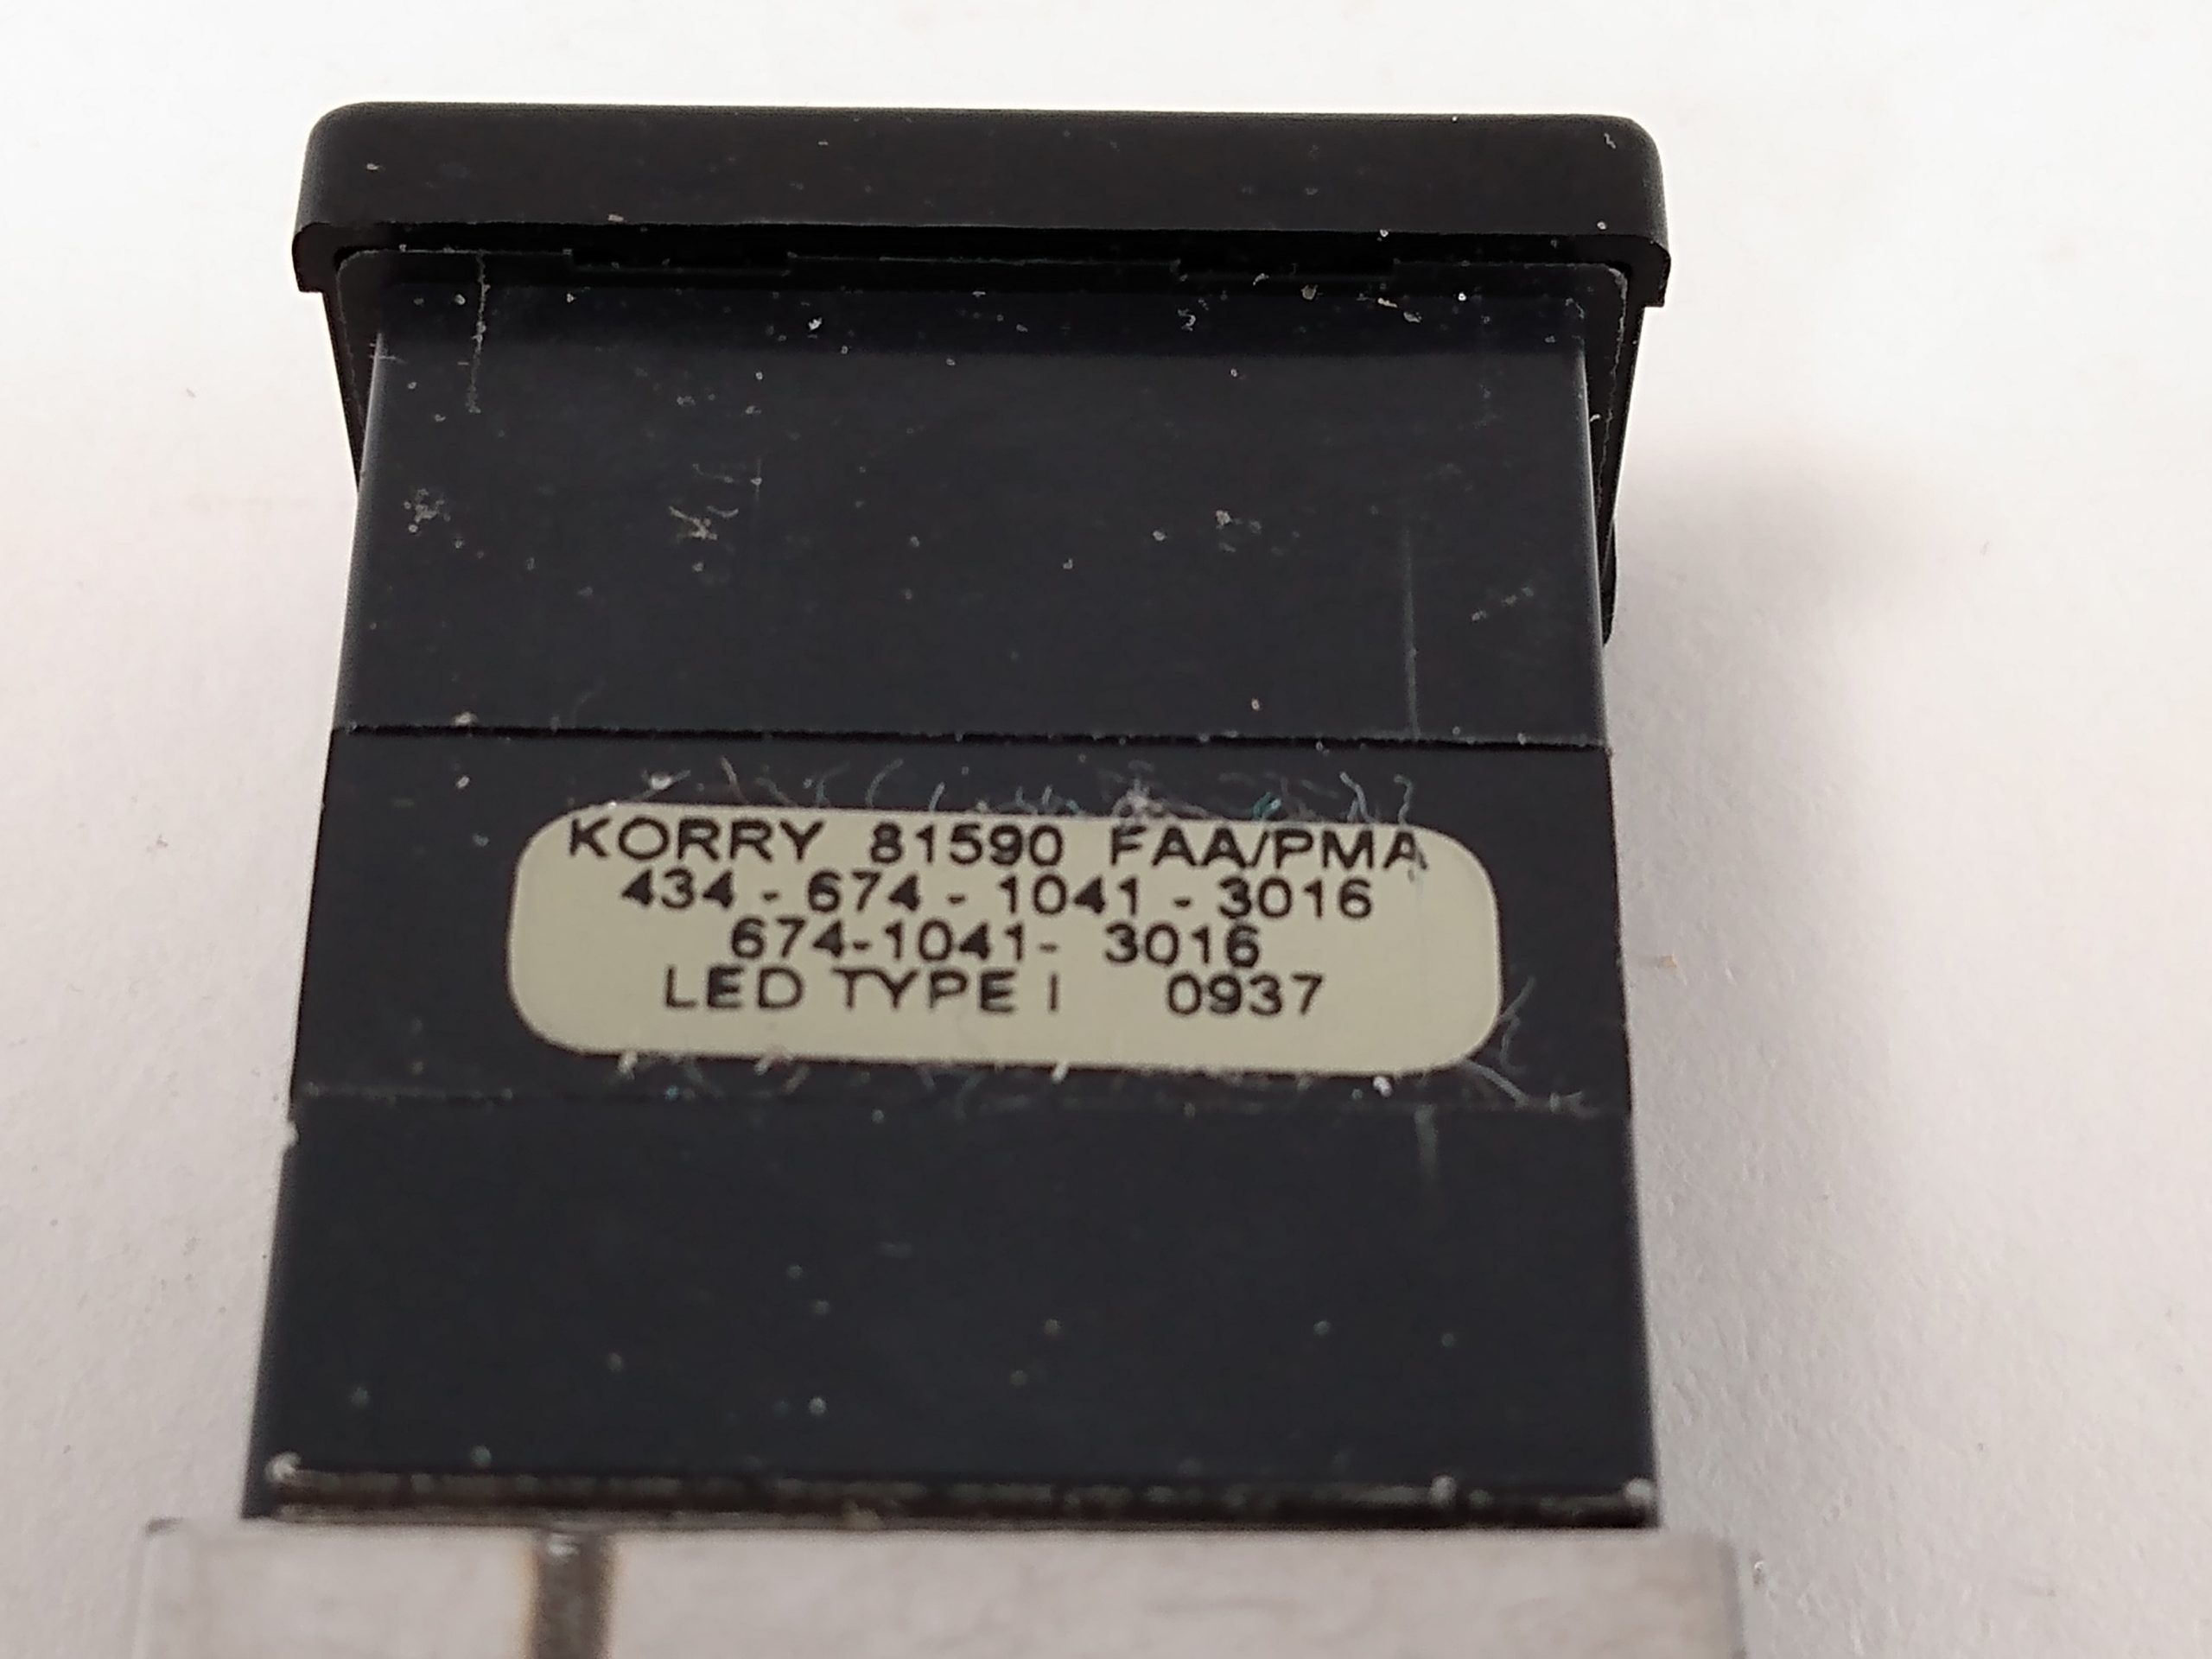 KORRY 81590 FAA/PMA
434 - 674 - 1041 - 3016
674-1041- 3016
LED TYPE I 0937